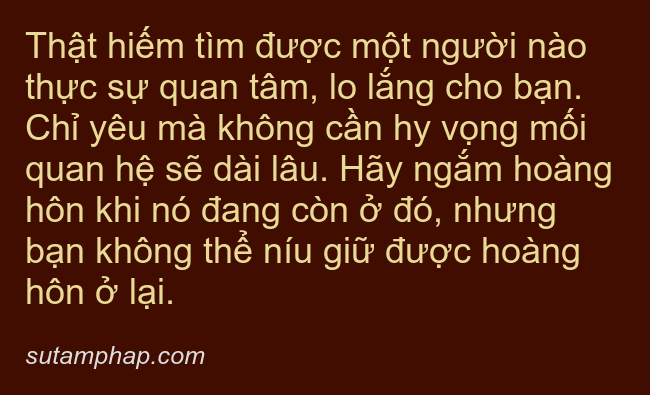 Thật hiếm tìm được một người nào
thực sự quan tâm, lo lắng cho bạn.
Chỉ yêu mà không cần hy vọng mối
quan hệ sẽ dài lâu. Hãy ngắm hoàng
hôn khi nó đang còn ở đó, nhưng
bạn không thể níu giữ được hoàng
hôn ở lại.
sutamphap.com